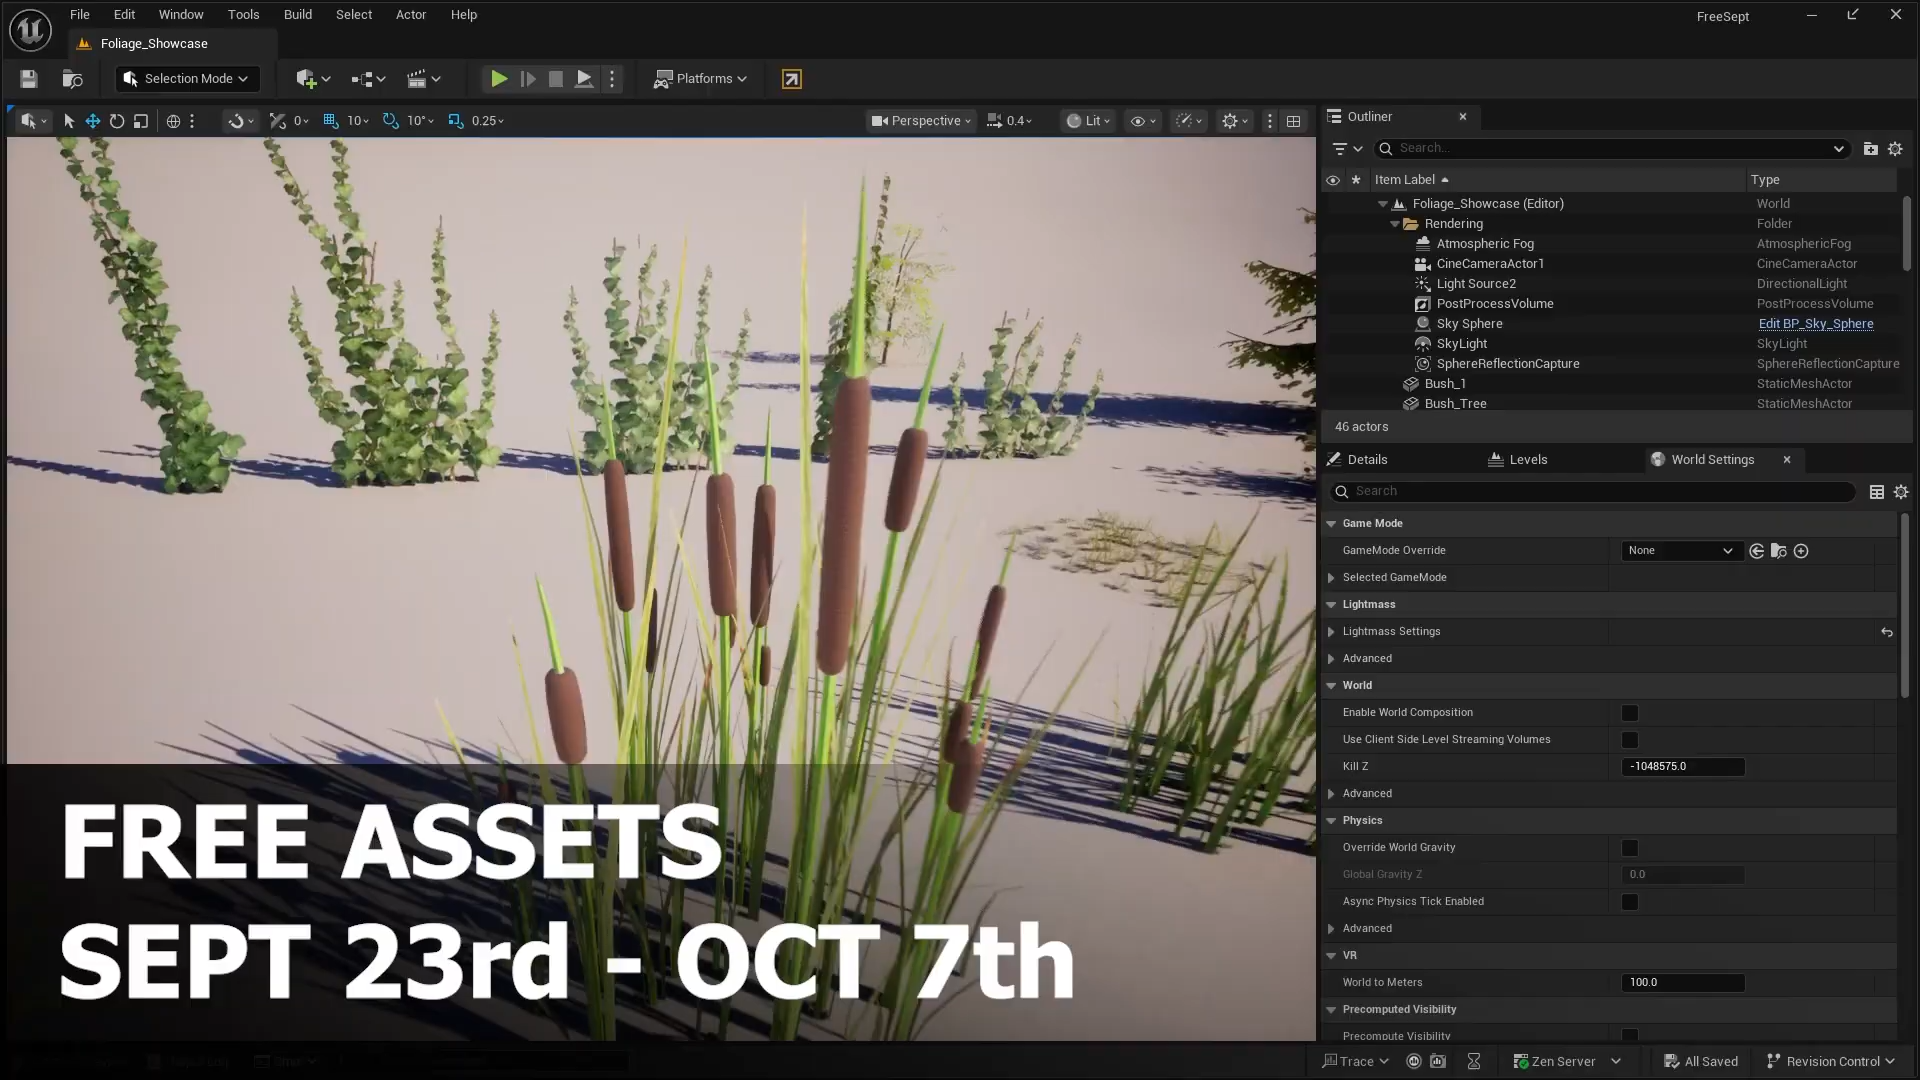 File Edit Window Tools Build Select Actor Help
FreeSept
Foliage_Showcase
Selection Mode
Platforms
0 10 10° 0.25
Perspective 0.4 Lit
Outliner
Search...
Item Label Type
Foliage_Showcase (Editor) World
Rendering Folder
Atmospheric Fog AtmosphericFog
CineCameraActor1 CineCameraActor
Light Source2 DirectionalLight
PostProcessVolume PostProcessVolume
Sky Sphere Edit BP_Sky_Sphere
SkyLight SkyLight
SphereReflectionCapture SphereReflectionCapture
Bush_1 StaticMeshActor
Bush_Tree StaticMeshActor
46 actors
Details Levels World Settings
Search
Game Mode
GameMode Override None
Selected GameMode
Lightmass
Lightmass Settings
Advanced
World
Enable World Composition
Use Client Side Level Streaming Volumes
Kill Z -1048575.0
Advanced
Physics
Override World Gravity
Global Gravity Z 0.0
Async Physics Tick Enabled
Advanced
VR
World to Meters 100.0
Precomputed Visibility
Precompute Visibility
FREE ASSETS
SEPT 23rd - OCT 7th
Trace Zen Server All Saved Revision Control